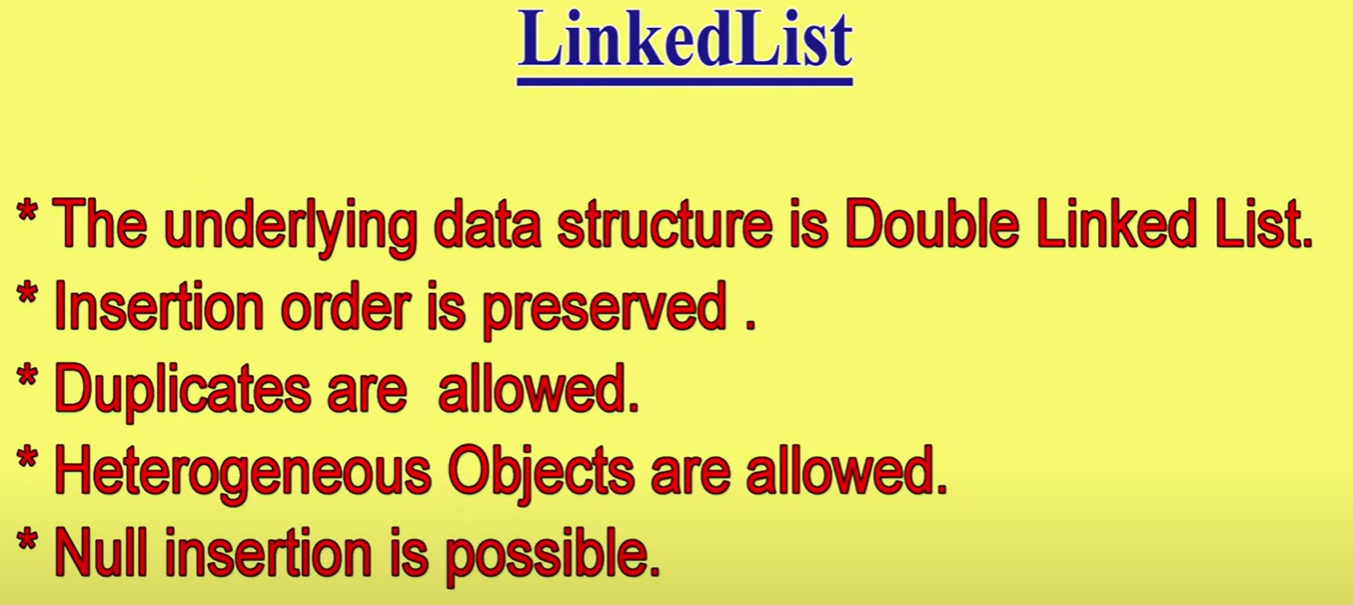 LinkedList
* The underlying data structure is Double Linked List.
* Insertion order is preserved .
* Duplicates are  allowed.
* Heterogeneous Objects are allowed.
* Null insertion is possible.